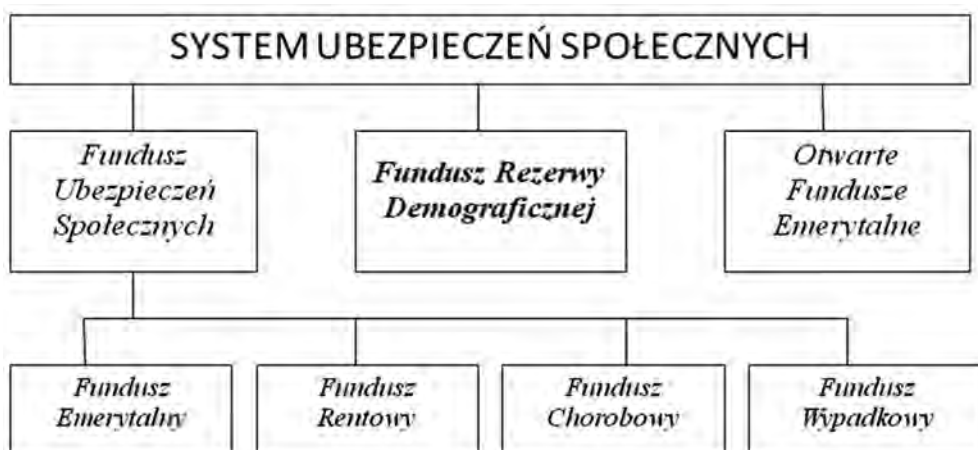 SYSTEM UBEZPIECZEŃ SPOŁECZNYCH
Fundusz
Ubezpieczeń
Społecznych
Fundusz Rezerwy
Demograficznej
Otwarte
Fundusze
Emerytalne
Fundusz
Emerytalny
Fundusz
Rentowy
Fundusz
Chorobowy
Fundusz
Wypadkowy